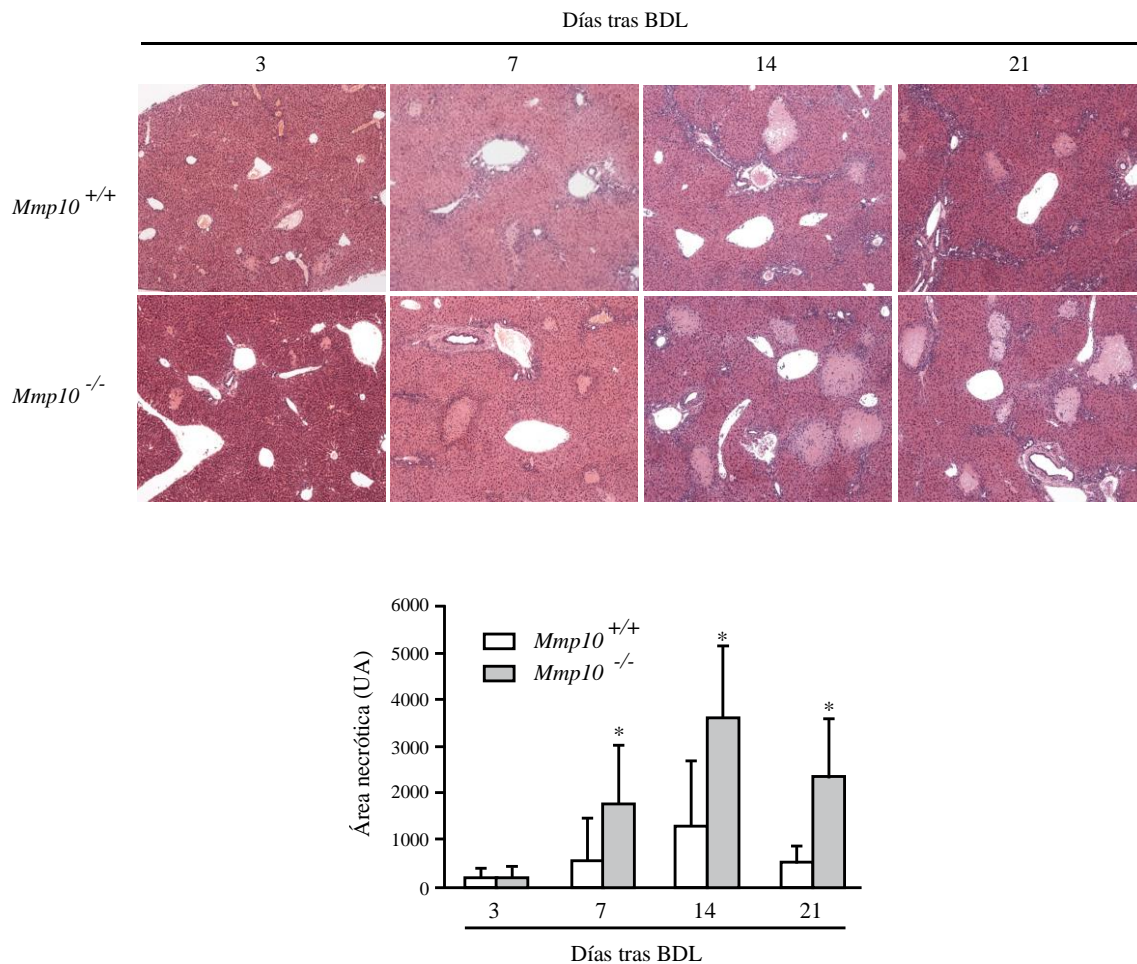 Días tras BDL
3 7 14 21
Mmp10 +/+
Mmp10 -/-
6000
5000
4000
3000
2000
1000
0
Área necrótica (UA)
Mmp10 +/+
Mmp10 -/-
* * *
3 7 14 21
Días tras BDL